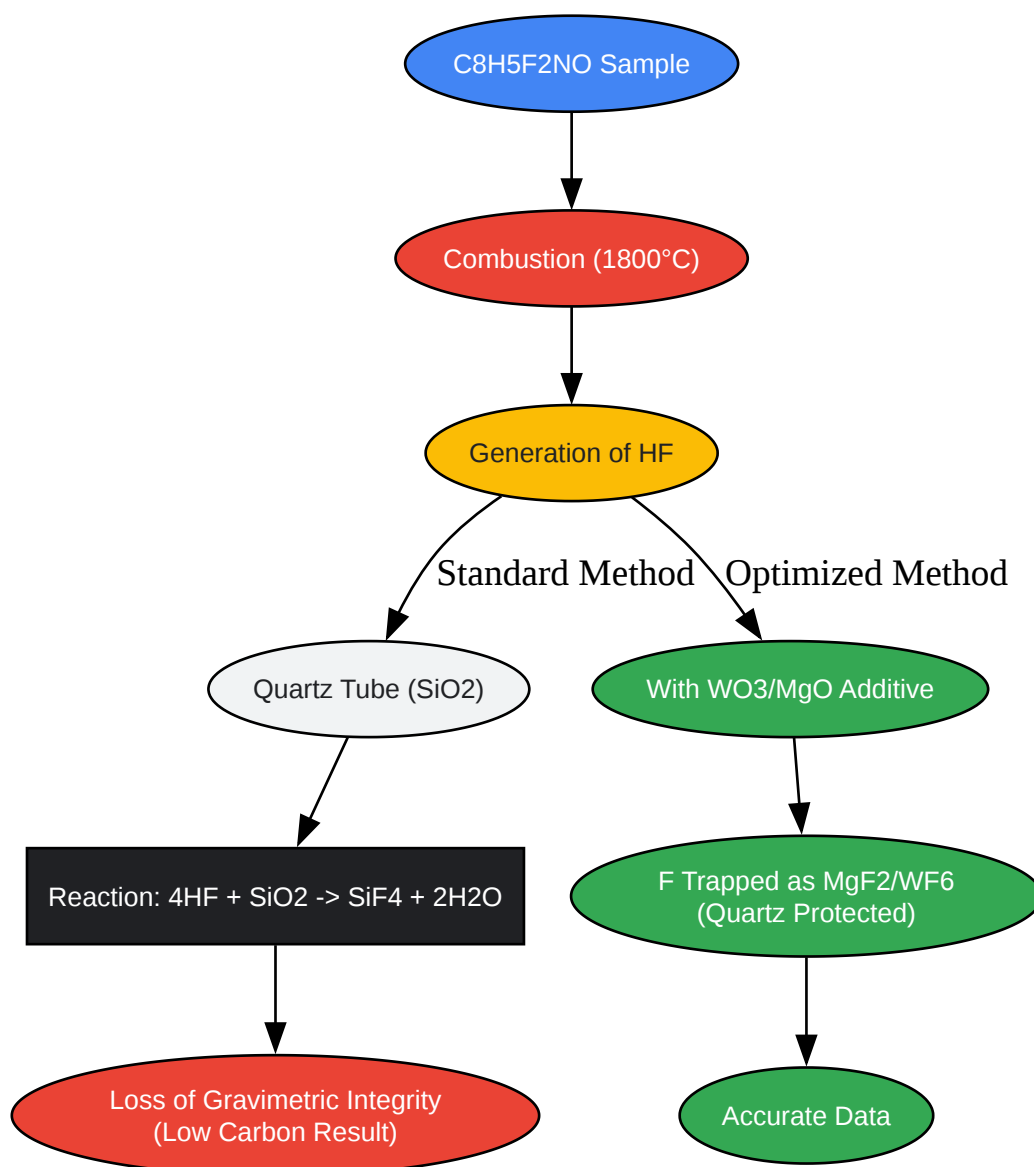 C8H5F2NO Sample
Combustion (1800°C)
Generation of HF
Standard Method
Optimized Method
Quartz Tube (SiO2)
With WO3/MgO Additive
Reaction: 4HF + SiO2 -> SiF4 + 2H2O
F Trapped as MgF2/WF6
(Quartz Protected)
Loss of Gravimetric Integrity
(Low Carbon Result)
Accurate Data